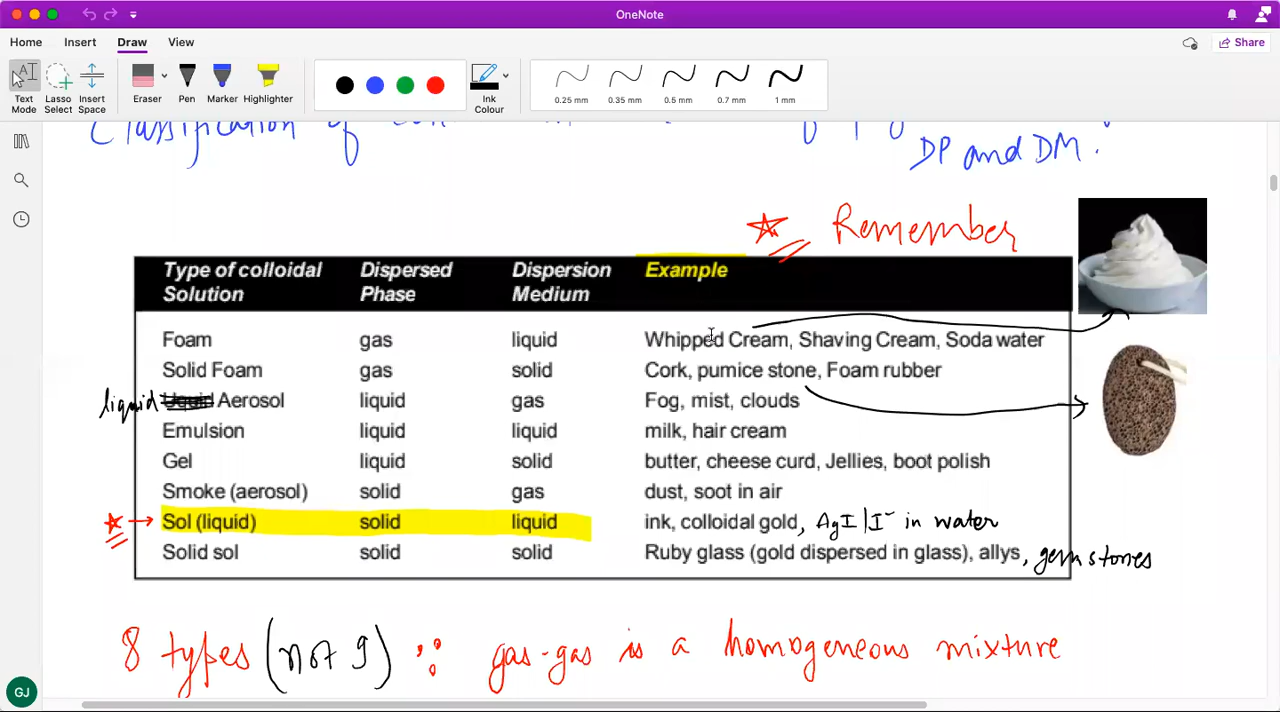 OneNote
Home Insert Draw View
Share
Text Mode
Lasso Select
Insert Space
Eraser
Pen
Marker
Highlighter
Ink Colour
0.25 mm 0.35 mm 0.5 mm 0.7 mm 1 mm
Classification of
DP and DM.
Remember
Type of colloidal Solution Dispersed Phase Dispersion Medium Example
Foam gas liquid Whipped Cream, Shaving Cream, Soda water
Solid Foam gas solid Cork, pumice stone, Foam rubber
liquid Aerosol liquid gas Fog, mist, clouds
Emulsion liquid liquid milk, hair cream
Gel liquid solid butter, cheese curd, Jellies, boot polish
Smoke (aerosol) solid gas dust, soot in air
Sol (liquid) solid liquid ink, colloidal gold, AgI|I⁻ in water
Solid sol solid solid Ruby glass (gold dispersed in glass), allys, gem stones
8 types (not 9) ∵ gas-gas is a homogeneous mixture
GJ